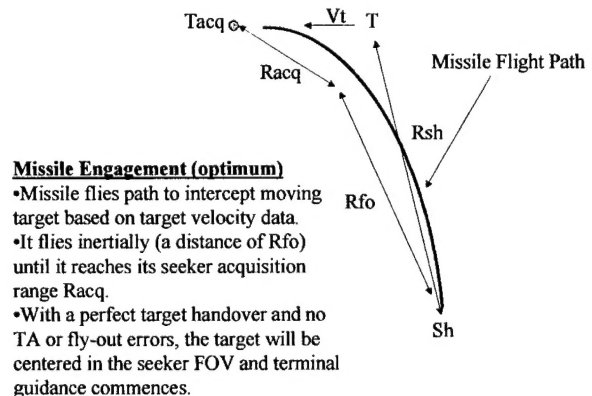 Vt
Tacq
T
Racq
Missile Flight Path
Rsh
Missile Engagement (optimum)
•Missile flies path to intercept moving
target based on target velocity data.
•It flies inertially (a distance of Rfo)
until it reaches its seeker acquisition
range Racq.
•With a perfect target handover and no
TA or fly-out errors, the target will be
centered in the seeker FOV and terminal
guidance commences.
Rfo
Sh